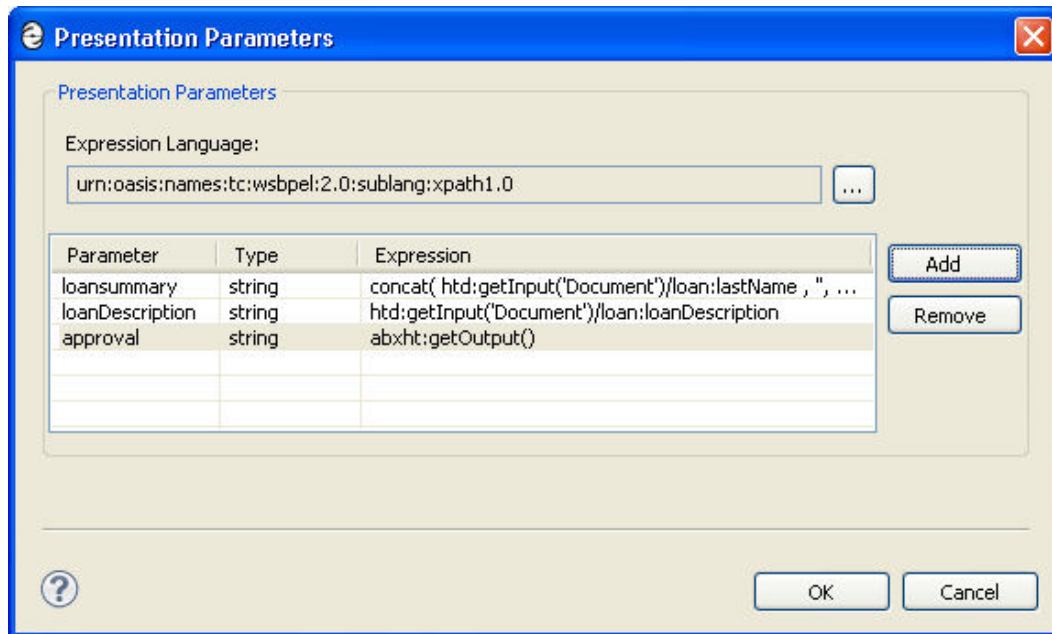 Presentation Parameters
Presentation Parameters
Expression Language:
urn:oasis:names:tc:wsbpel:2.0:sublang:xpath1.0
...
Parameter Type Expression
loansummary string concat( htd:getInput('Document')/loan:lastName , ", ...
loanDescription string htd:getInput('Document')/loan:loanDescription
approval string abxht:getOutput()
Add
Remove
?
OK Cancel